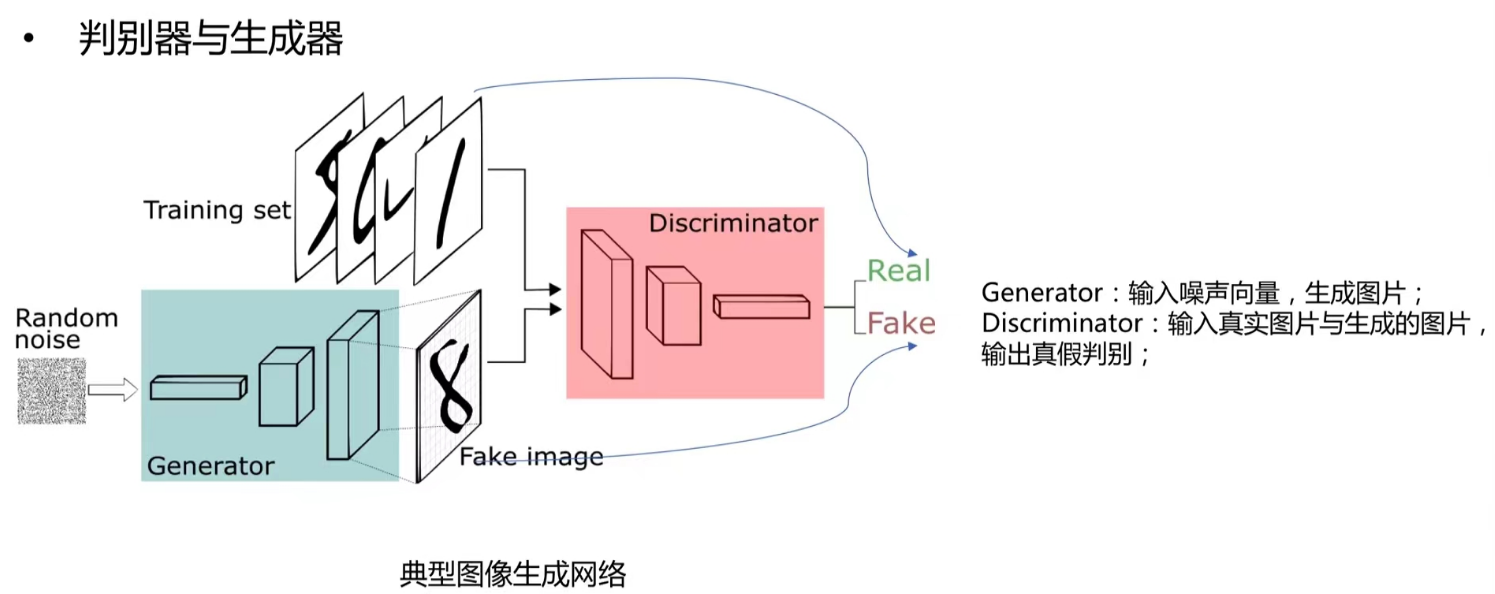 • 判别器与生成器
Training set
Discriminator
Real
Fake
Random
noise
Generator
Fake image
Generator：输入噪声向量，生成图片；
Discriminator：输入真实图片与生成的图片，
输出真假判别；
典型图像生成网络